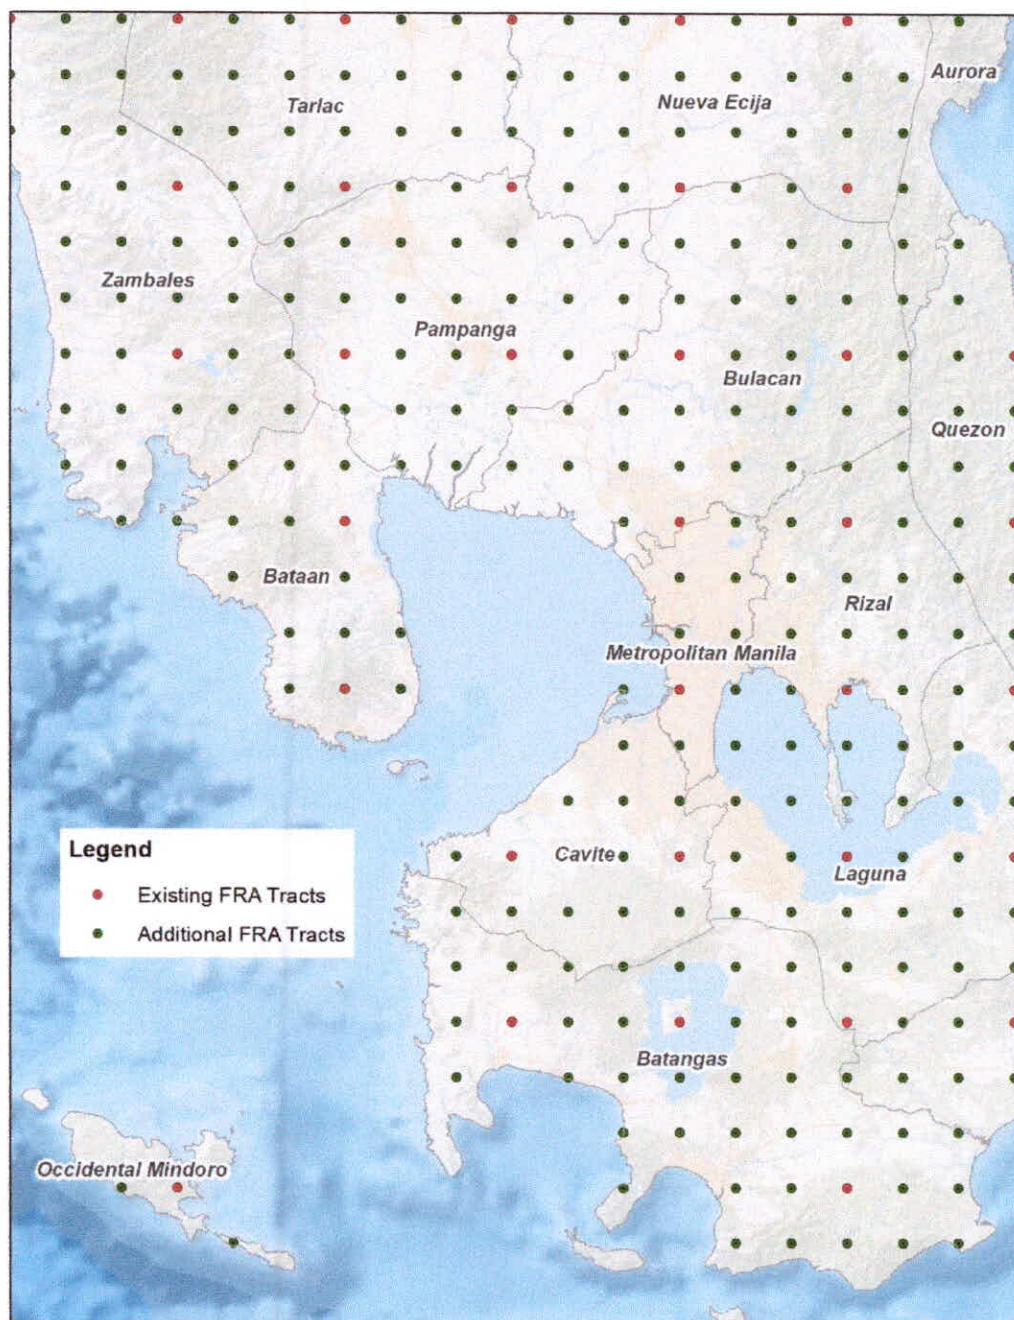 Aurora
Tarlac
Nueva Ecija
Zambales
Pampanga
Bulacan
Quezon
Bataan
Rizal
Metropolitan Manila
Legend
Existing FRA Tracts
Additional FRA Tracts
Cavite
Laguna
Batangas
Occidental Mindoro